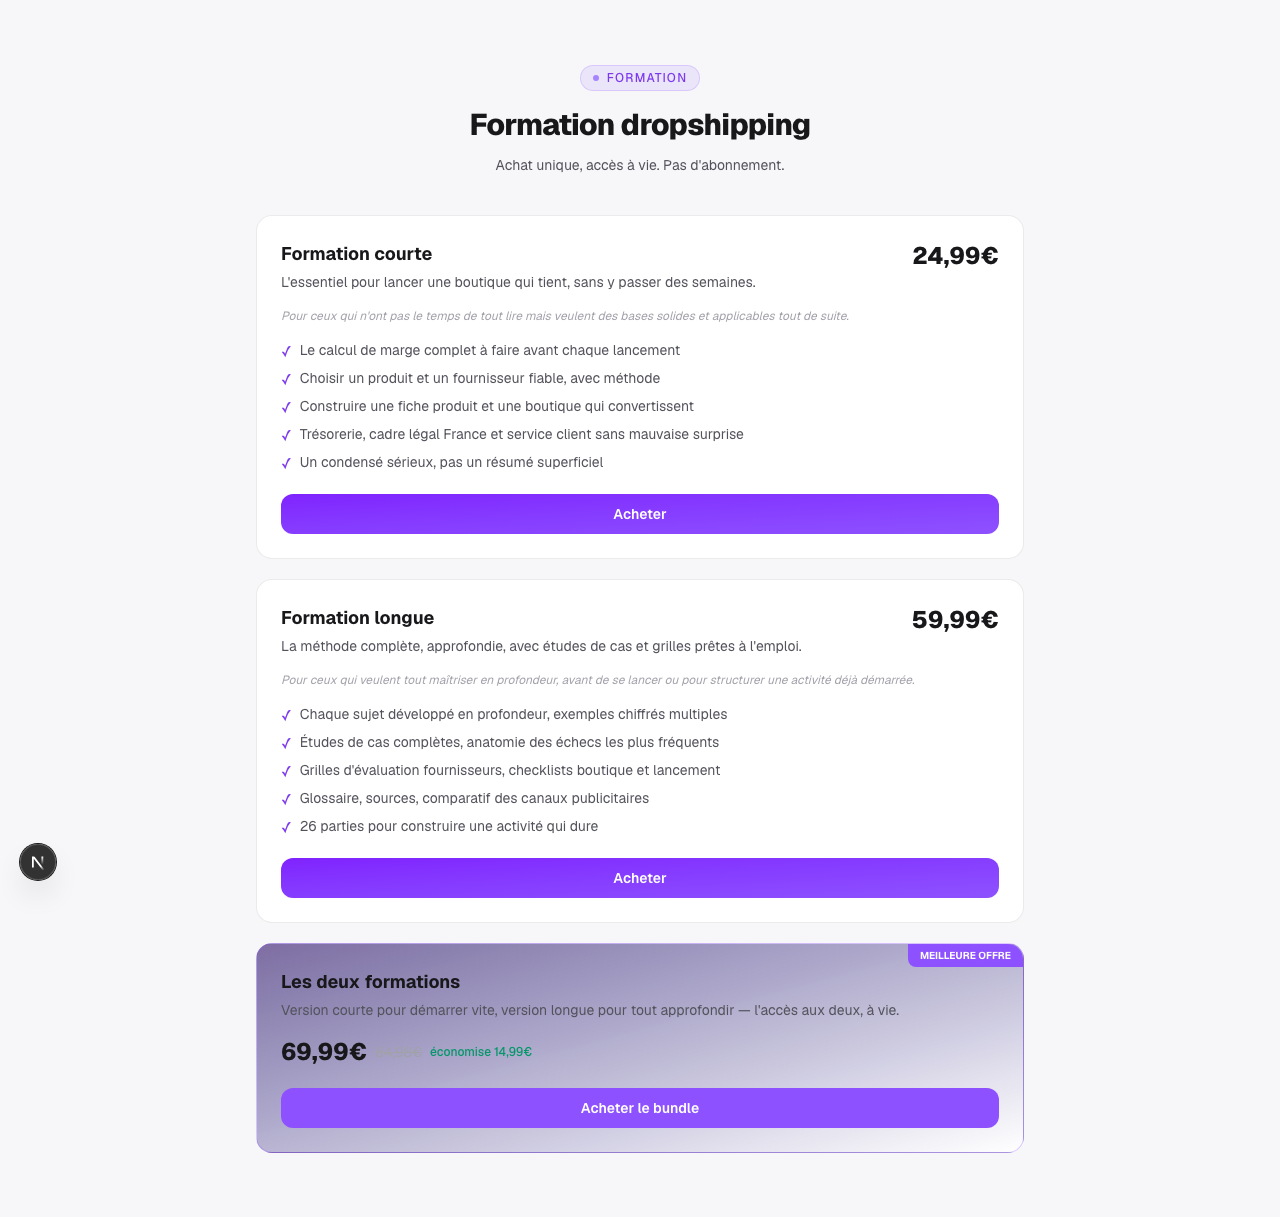 FORMATION
Formation dropshipping
Achat unique, accès à vie. Pas d'abonnement.
Formation courte
24,99€
L'essentiel pour lancer une boutique qui tient, sans y passer des semaines.
Pour ceux qui n'ont pas le temps de tout lire mais veulent des bases solides et applicables tout de suite.
✓ Le calcul de marge complet à faire avant chaque lancement
✓ Choisir un produit et un fournisseur fiable, avec méthode
✓ Construire une fiche produit et une boutique qui convertissent
✓ Trésorerie, cadre légal France et service client sans mauvaise surprise
✓ Un condensé sérieux, pas un résumé superficiel
Acheter
Formation longue
59,99€
La méthode complète, approfondie, avec études de cas et grilles prêtes à l'emploi.
Pour ceux qui veulent tout maîtriser en profondeur, avant de se lancer ou pour structurer une activité déjà démarrée.
✓ Chaque sujet développé en profondeur, exemples chiffrés multiples
✓ Études de cas complètes, anatomie des échecs les plus fréquents
✓ Grilles d'évaluation fournisseurs, checklists boutique et lancement
✓ Glossaire, sources, comparatif des canaux publicitaires
✓ 26 parties pour construire une activité qui dure
Acheter
N
MEILLEURE OFFRE
Les deux formations
Version courte pour démarrer vite, version longue pour tout approfondir — l'accès aux deux, à vie.
69,99€ économise 14,99€
Acheter le bundle